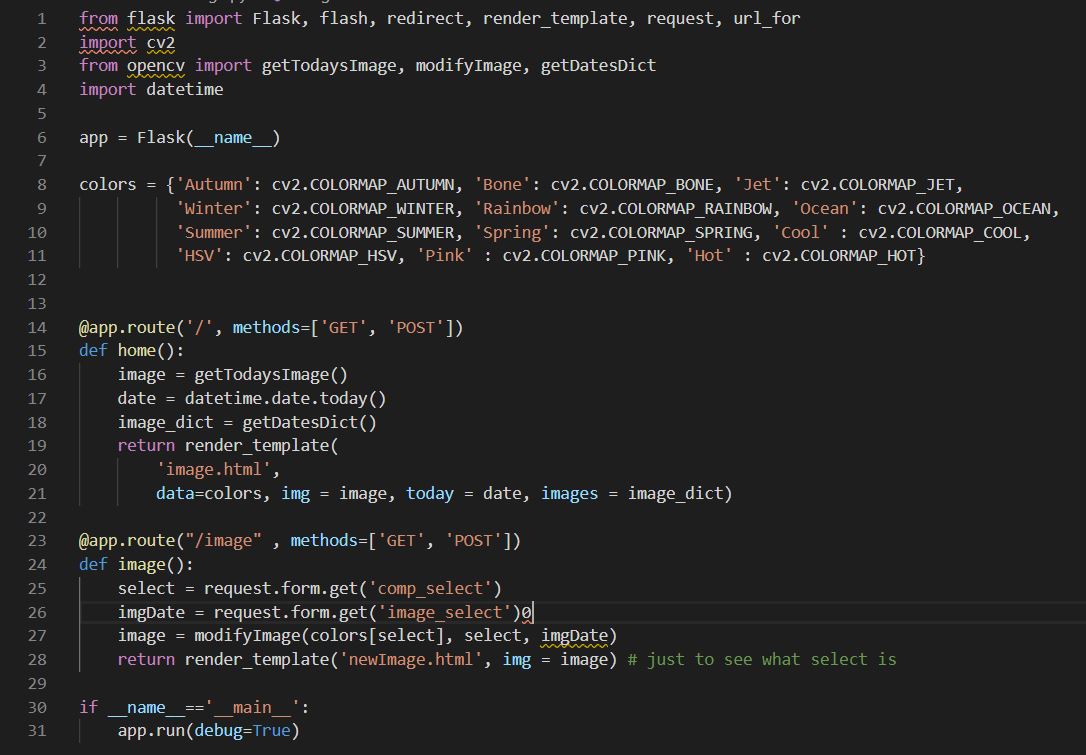 1 from flask import Flask, flash, redirect, render_template, request, url_for
2 import cv2
3 from opencv import getTodaysImage, modifyImage, getDatesDict
4 import datetime
5
6 app = Flask(__name__)
7
8 colors = {'Autumn': cv2.COLORMAP_AUTUMN, 'Bone': cv2.COLORMAP_BONE, 'Jet': cv2.COLORMAP_JET,
9 'Winter': cv2.COLORMAP_WINTER, 'Rainbow': cv2.COLORMAP_RAINBOW, 'Ocean': cv2.COLORMAP_OCEAN,
10 'Summer': cv2.COLORMAP_SUMMER, 'Spring': cv2.COLORMAP_SPRING, 'Cool' : cv2.COLORMAP_COOL,
11 'HSV': cv2.COLORMAP_HSV, 'Pink' : cv2.COLORMAP_PINK, 'Hot' : cv2.COLORMAP_HOT}
12
13
14 @app.route('/', methods=['GET', 'POST'])
15 def home():
16 image = getTodaysImage()
17 date = datetime.date.today()
18 image_dict = getDatesDict()
19 return render_template(
20 'image.html',
21 data=colors, img = image, today = date, images = image_dict)
22
23 @app.route("/image" , methods=['GET', 'POST'])
24 def image():
25 select = request.form.get('comp_select')
26 imgDate = request.form.get('image_select')0
27 image = modifyImage(colors[select], select, imgDate)
28 return render_template('newImage.html', img = image) # just to see what select is
29
30 if __name__=='__main__':
31 app.run(debug=True)